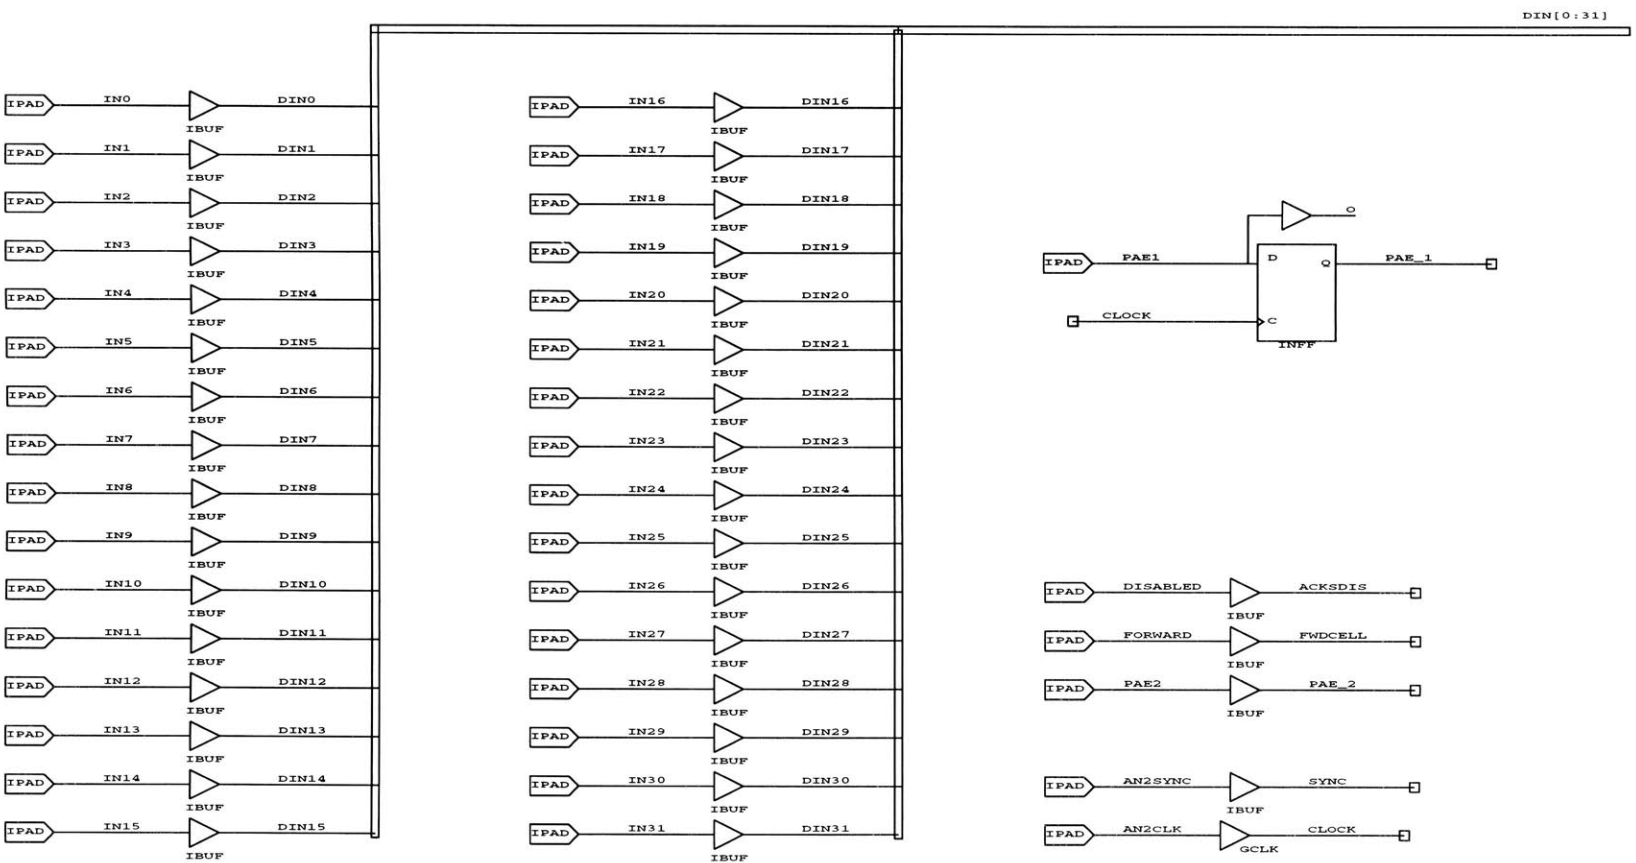 DIN[0:31]
IPAD IN0 DIN0
IBUF
IPAD IN1 DIN1
IBUF
IPAD IN2 DIN2
IBUF
IPAD IN3 DIN3
IBUF
IPAD IN4 DIN4
IBUF
IPAD IN5 DIN5
IBUF
IPAD IN6 DIN6
IBUF
IPAD IN7 DIN7
IBUF
IPAD IN8 DIN8
IBUF
IPAD IN9 DIN9
IBUF
IPAD IN10 DIN10
IBUF
IPAD IN11 DIN11
IBUF
IPAD IN12 DIN12
IBUF
IPAD IN13 DIN13
IBUF
IPAD IN14 DIN14
IBUF
IPAD IN15 DIN15
IBUF
IPAD IN16 DIN16
IBUF
IPAD IN17 DIN17
IBUF
IPAD IN18 DIN18
IBUF
IPAD IN19 DIN19
IBUF
IPAD IN20 DIN20
IBUF
IPAD IN21 DIN21
IBUF
IPAD IN22 DIN22
IBUF
IPAD IN23 DIN23
IBUF
IPAD IN24 DIN24
IBUF
IPAD IN25 DIN25
IBUF
IPAD IN26 DIN26
IBUF
IPAD IN27 DIN27
IBUF
IPAD IN28 DIN28
IBUF
IPAD IN29 DIN29
IBUF
IPAD IN30 DIN30
IBUF
IPAD IN31 DIN31
IBUF
O
IPAD PAE1 D Q PAE_1
CLOCK C
INFF
IPAD DISABLED ACKSDIS
IBUF
IPAD FORWARD FWDCELL
IBUF
IPAD PAE2 PAE_2
IBUF
IPAD AN2SYNC SYNC
IBUF
IPAD AN2CLK CLOCK
GCLK